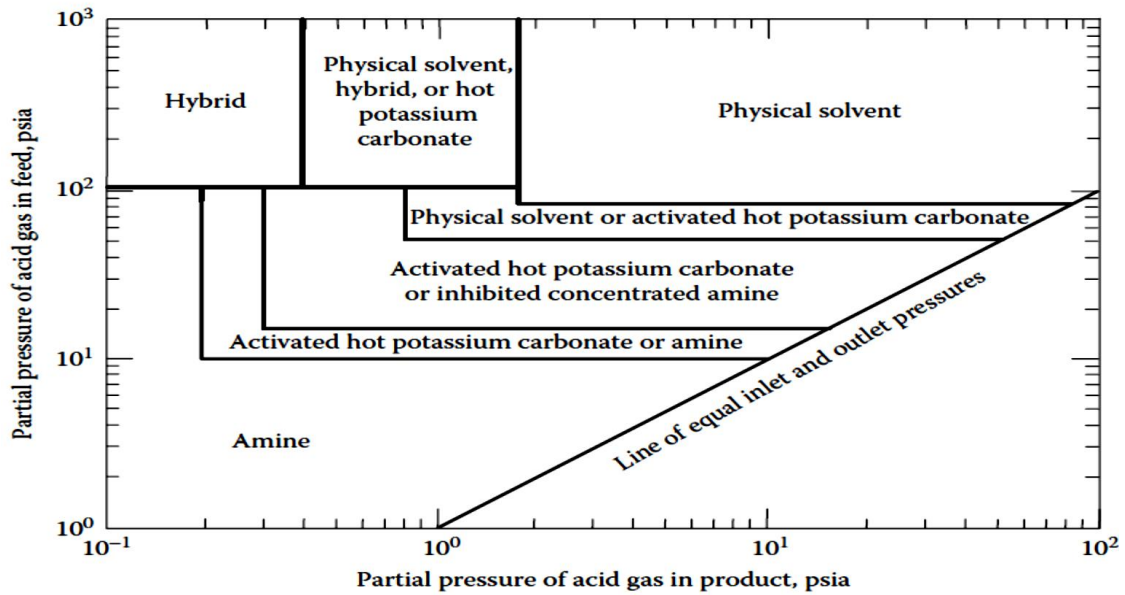 10³
Physical solvent,
hybrid, or hot
potassium
carbonate
Hybrid
Physical solvent
Partial pressure of acid gas in feed, psia
10²
Physical solvent or activated hot potassium carbonate
Activated hot potassium carbonate
or inhibited concentrated amine
Activated hot potassium carbonate or amine
10¹
Line of equal inlet and outlet pressures
Amine
10⁰
10⁻¹
10⁰
10¹
10²
Partial pressure of acid gas in product, psia